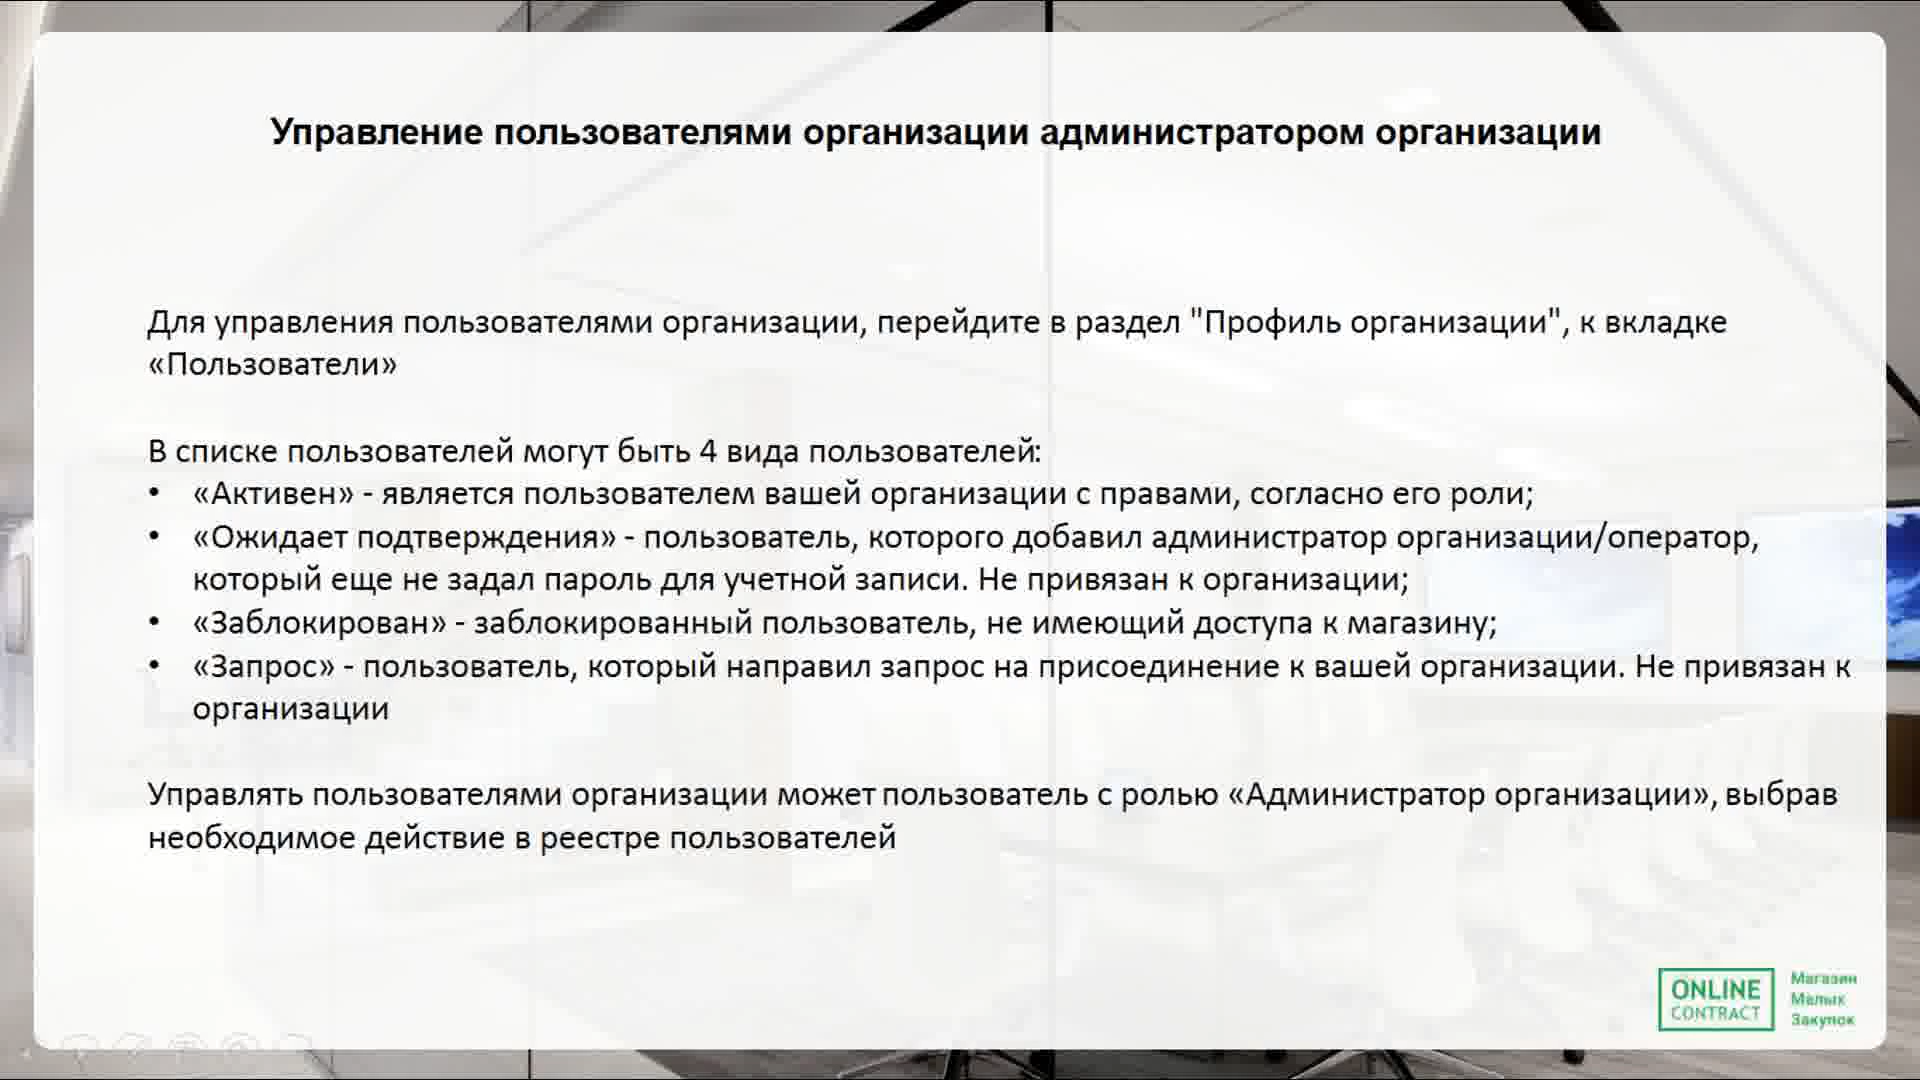 Управление пользователями организации администратором организации
Для управления пользователями организации, перейдите в раздел "Профиль организации", к вкладке
«Пользователи»
В списке пользователей могут быть 4 вида пользователей:
• «Активен» - является пользователем вашей организации с правами, согласно его роли;
• «Ожидает подтверждения» - пользователь, которого добавил администратор организации/оператор,
который еще не задал пароль для учетной записи. Не привязан к организации;
• «Заблокирован» - заблокированный пользователь, не имеющий доступа к магазину;
• «Запрос» - пользователь, который направил запрос на присоединение к вашей организации. Не привязан к
организации
Управлять пользователями организации может пользователь с ролью «Администратор организации», выбрав
необходимое действие в реестре пользователей
ONLINE
CONTRACT
Магазин
Малых
Закупок